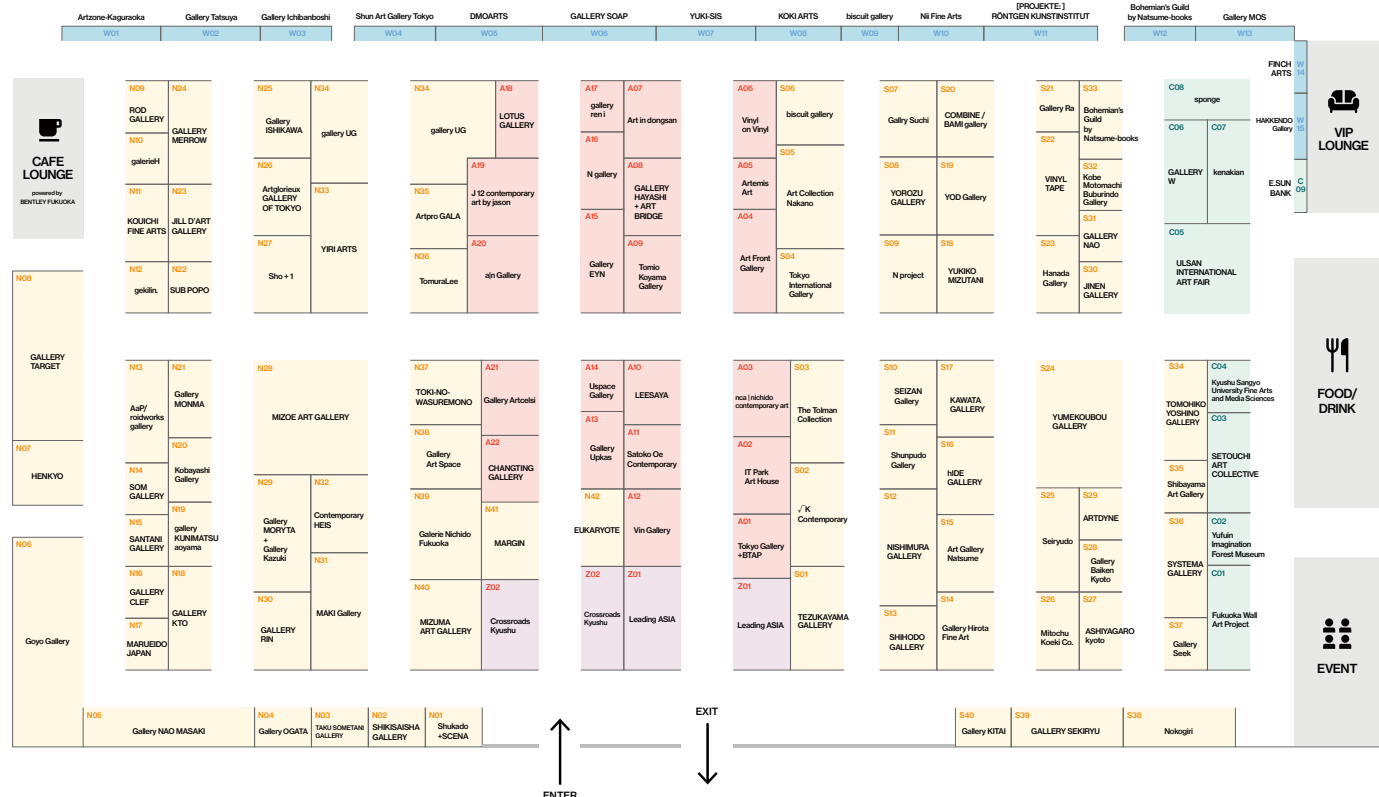 Artzone-Kaguraoka
Gallery Tatsuya
Gallery Ichibanboshi
Shun Art Gallery Tokyo
DMOARTS
GALLERY SOAP
YUKI-SIS
KOKI ARTS
biscuit gallery
Nii Fine Arts
[PROJEKTE: ]
RÖNTGEN KUNSTINSTITUT
Bohemian's Guild
by Natsume-books
Gallery MOS
W01
W02
W03
W04
W05
W06
W07
W08
W09
W10
W11
W12
W13
FINCH
ARTS
W
14
HAKKENDO
Gallery
W
15
E.SUN
BANK
C
09
VIP
LOUNGE
CAFE
LOUNGE
powered by
BENTLEY FUKUOKA
N09
ROD
GALLERY
N10
galerieH
N11
KOUICHI
FINE ARTS
N12
gekilin.
N24
GALLERY
MERROW
N23
JILL D'ART
GALLERY
N22
SUB POPO
N25
Gallery
ISHIKAWA
N26
Artglorieux
GALLERY
OF TOKYO
N27
Sho + 1
N34
gallery UG
N33
YIRI ARTS
N34
gallery UG
N35
Artpro GALA
N36
TomuraLee
A18
LOTUS
GALLERY
A19
J 12 contemporary
art by jason
A20
a|n Gallery
A17
gallery
ren i
A16
N gallery
A15
Gallery
EYN
A07
Art in dongsan
A08
GALLERY
HAYASHI
+ ART
BRIDGE
A09
Tomio
Koyama
Gallery
A06
Vinyl
on Vinyl
A05
Artemis
Art
A04
Art Front
Gallery
S06
biscuit gallery
S05
Art Collection
Nakano
S04
Tokyo
International
Gallery
S07
Gallry Suchi
S08
YOROZU
GALLERY
S09
N project
S20
COMBINE /
BAMI gallery
S19
YOD Gallery
S18
YUKIKO
MIZUTANI
S21
Gallery Ra
S22
VINYL
TAPE
S23
Hanada
Gallery
S33
Bohemian's
Guild
by
Natsume-books
S32
Kobe
Motomachi
Buburindo
Gallery
S31
GALLERY
NAO
S30
JINEN
GALLERY
C08
sponge
C06
GALLERY
W
C07
kenakian
C05
ULSAN
INTERNATIONAL
ART FAIR
N08
GALLERY
TARGET
N07
HENKYO
N06
Goyo Gallery
FOOD/
DRINK
EVENT
N13
AaP/
roidworks
gallery
N14
SOM
GALLERY
N15
SANTANI
GALLERY
N16
GALLERY
CLEF
N17
MARUEIDO
JAPAN
N21
Gallery
MONMA
N20
Kobayashi
Gallery
N19
gallery
KUNIMATSU
aoyama
N18
GALLERY
KTO
N28
MIZOE ART GALLERY
N29
Gallery
MORYTA
+
Gallery
Kazuki
N30
GALLERY
RIN
N32
Contemporary
HEIS
N31
MAKI Gallery
N37
TOKI-NO-
WASUREMONO
N38
Gallery
Art Space
N39
Galerie Nichido
Fukuoka
N40
MIZUMA
ART GALLERY
A21
Gallery Artcelsi
A22
CHANGTING
GALLERY
N41
MARGIN
Z02
Crossroads
Kyushu
A14
Uspace
Gallery
A13
Gallery
Upkas
N42
EUKARYOTE
Z02
Crossroads
Kyushu
A10
LEESAYA
A11
Satoko Oe
Contemporary
A12
Vin Gallery
Z01
Leading ASIA
A03
nca | nichido
contemporary art
A02
IT Park
Art House
A01
Tokyo Gallery
+BTAP
Z01
Leading ASIA
S03
The Tolman
Collection
S02
√K
Contemporary
S01
TEZUKAYAMA
GALLERY
S10
SEIZAN
Gallery
S11
Shunpudo
Gallery
S12
NISHIMURA
GALLERY
S13
SHIHODO
GALLERY
S17
KAWATA
GALLERY
S16
hIDE
GALLERY
S15
Art Gallery
Natsume
S14
Gallery Hirota
Fine Art
S24
YUMEKOUBOU
GALLERY
S25
Seiryudo
S26
Mitochu
Koeki Co.
S29
ARTDYNE
S28
Gallery
Baiken
Kyoto
S27
ASHIYAGARO
kyoto
S34
TOMOHIKO
YOSHINO
GALLERY
S35
Shibayama
Art Gallery
S36
SYSTEMA
GALLERY
S37
Gallery
Seek
C04
Kyushu Sangyo
University Fine Arts
and Media Sciences
C03
SETOUCHI
ART
COLLECTIVE
C02
Yufuin
Imagination
Forest Museum
C01
Fukuoka Wall
Art Project
N05
Gallery NAO MASAKI
N04
Gallery OGATA
N03
TAKU SOMETANI
GALLERY
N02
SHIKISAISHA
GALLERY
N01
Shukado
+SCENA
ENTER
EXIT
S40
Gallery KITAI
S39
GALLERY SEKIRYU
S38
Nokogiri